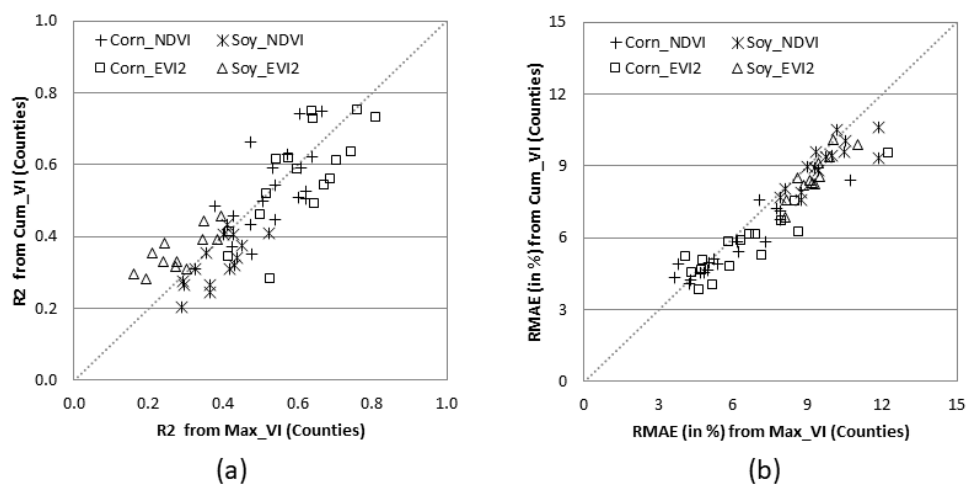 1.0
0.8
0.6
0.4
0.2
0.0
0.0 0.2 0.4 0.6 0.8 1.0
+Corn_NDVI Soy_NDVI
Corn_EVI2 Soy_EVI2
R2 from Cum_VI (Counties)
R2 from Max_VI (Counties)
(a)
15
12
9
6
3
0
0 3 6 9 12 15
+Corn_NDVI Soy_NDVI
Corn_EVI2 Soy_EVI2
RMAE (in %) from Cum_VI (Counties)
RMAE (in %) from Max_VI (Counties)
(b)